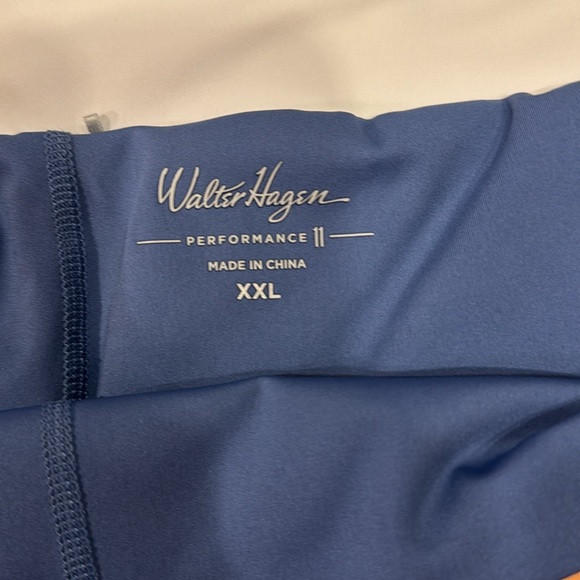 Walter Hagen
PERFORMANCE 11
MADE IN CHINA
XXL